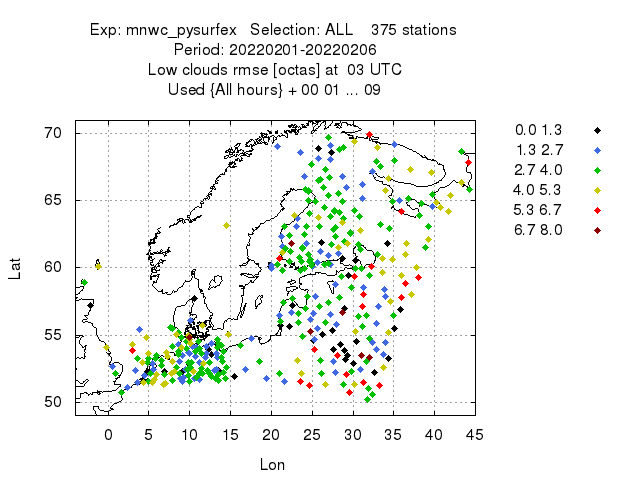 Exp: mnwc_pysurfex   Selection: ALL    375 stations
Period: 20220201-20220206
Low clouds rmse [octas] at  03 UTC
Used {All hours} + 00 01 ... 09
0.0 1.3
1.3 2.7
2.7 4.0
4.0 5.3
5.3 6.7
6.7 8.0
70
65
60
55
50
Lat
0 5 10 15 20 25 30 35 40 45
Lon